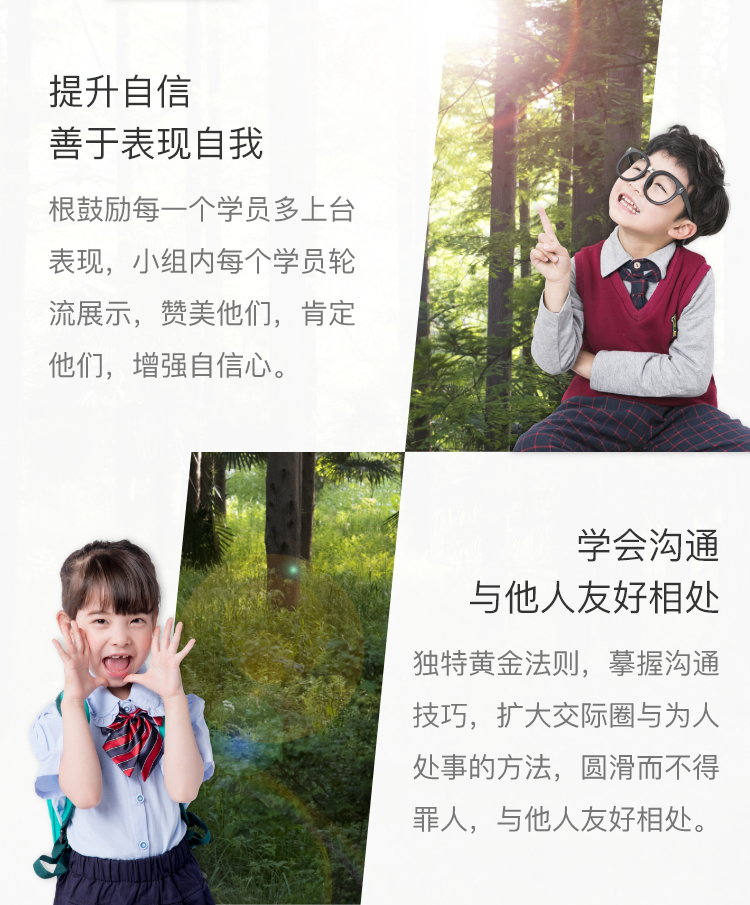 提升自信
善于表现自我
根鼓励每一个学员多上台
表现，小组内每个学员轮
流展示，赞美他们，肯定
他们，增强自信心。
学会沟通
与他人友好相处
独特黄金法则，摹握沟通
技巧，扩大交际圈与为人
处事的方法，圆滑而不得
罪人，与他人友好相处。